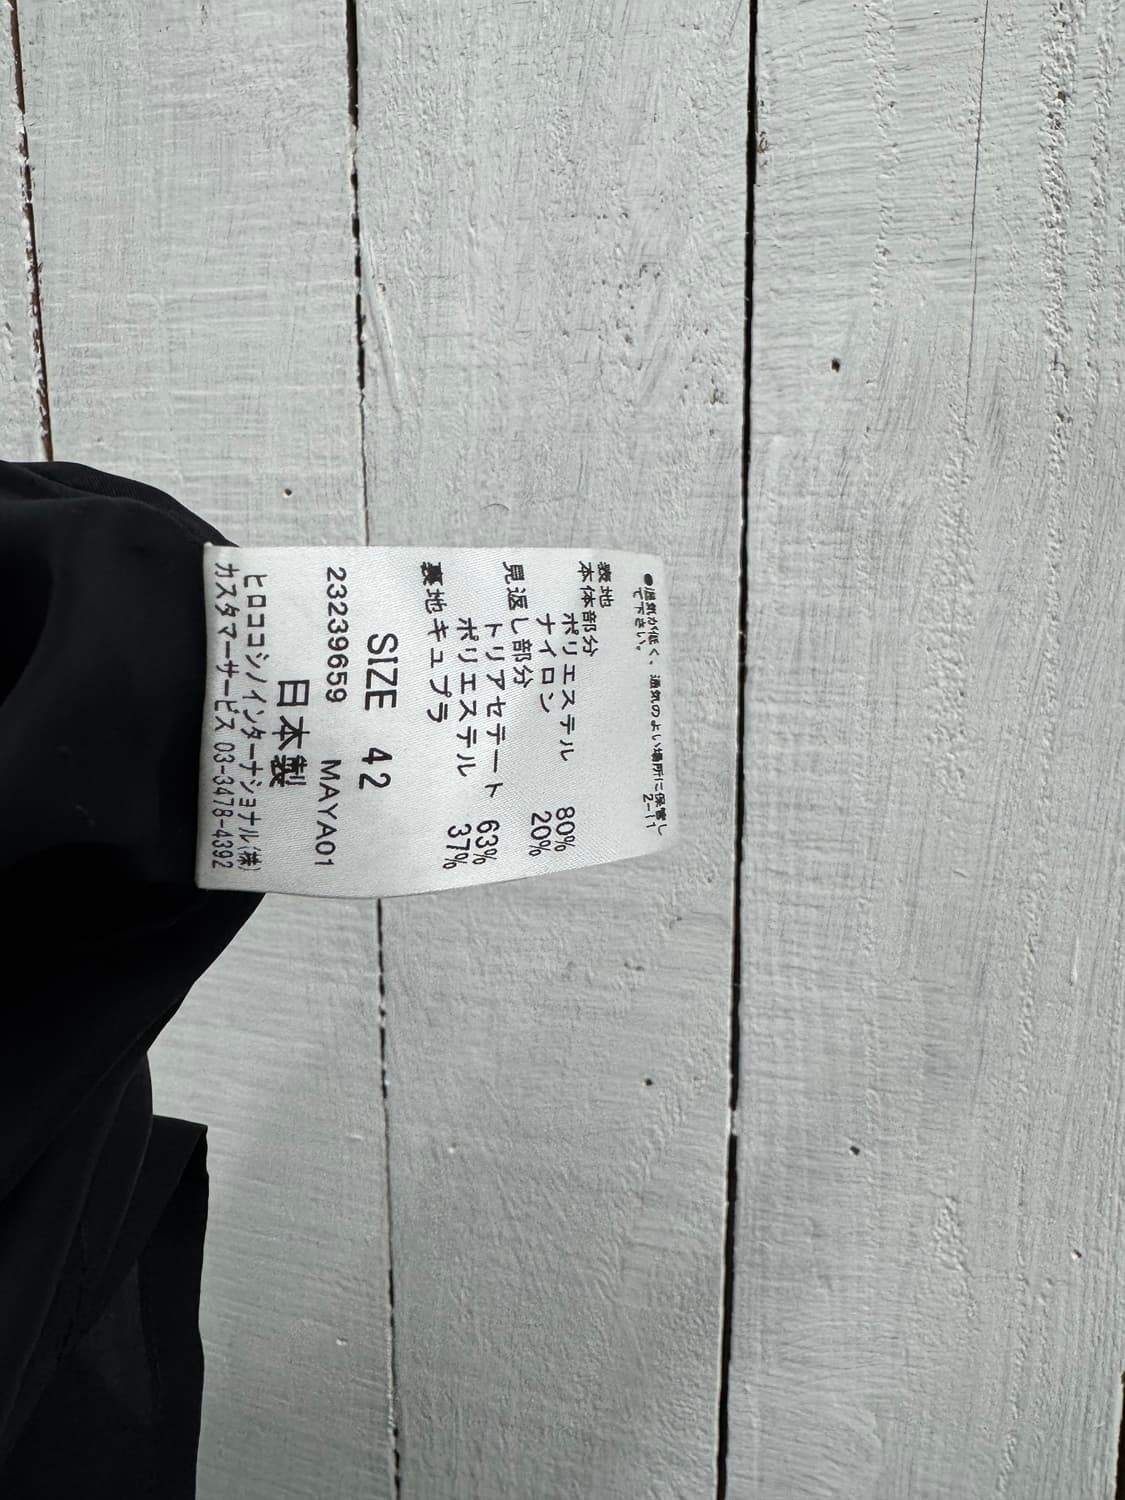 ●湿気が低く、通気のよい場所に保管し
て下さい。 2-11
表地
本体部分
ポリエステル 80%
ナイロン 20%
見返し部分
トリアセテート 63%
ポリエステル 37%
裏地 キュプラ
SIZE 42
23239659 MAYA01
日本製
ヒロココシノインターナショナル(株)
カスタマーサービス 03-3478-4392